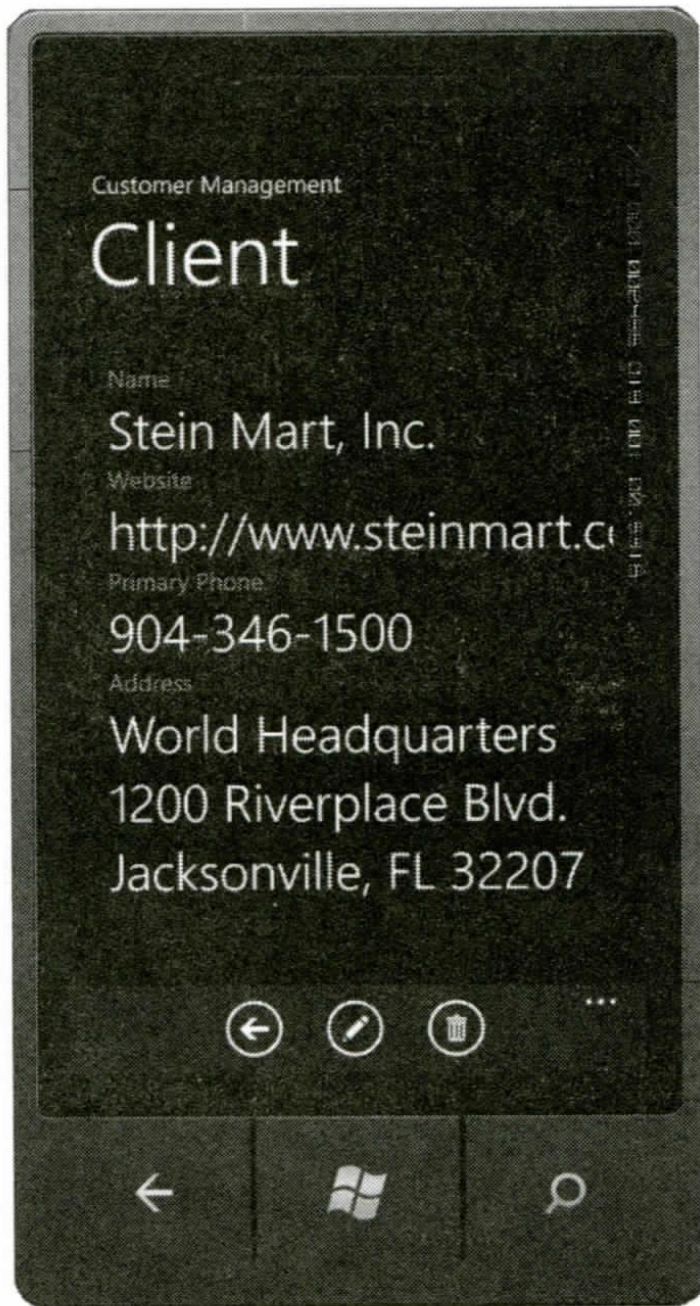 Customer Management
Client
Name
Stein Mart, Inc.
Website
http://www.steinmart.c
Primary Phone
904-346-1500
Address
World Headquarters
1200 Riverplace Blvd.
Jacksonville, FL 32207
...